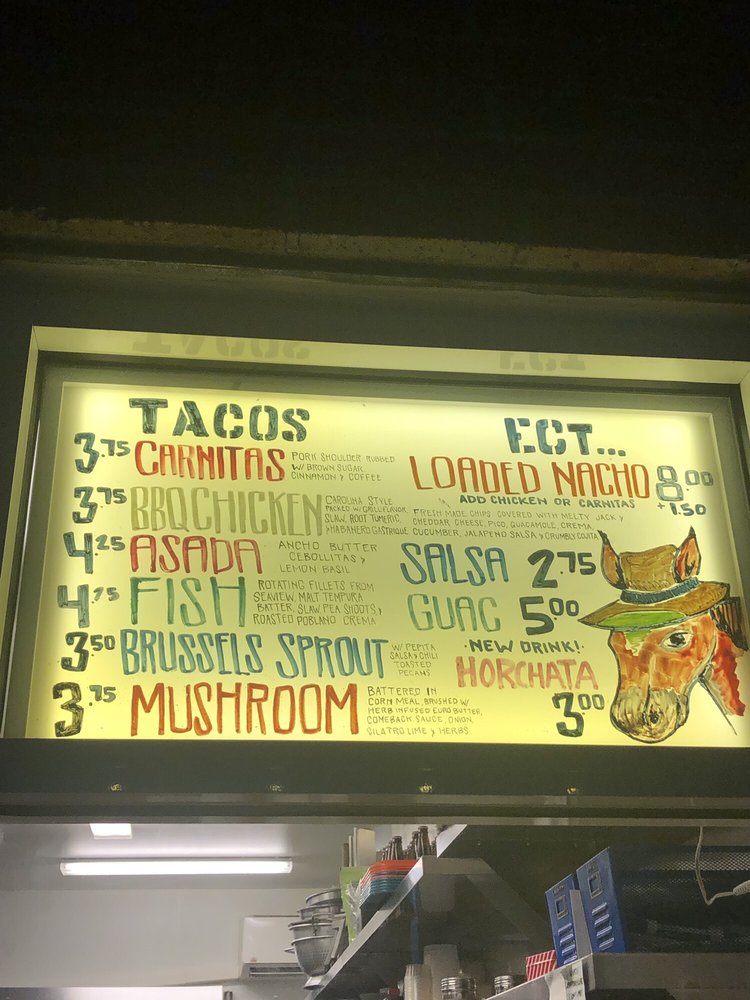 TACOS
3.75 CARNITAS
PORK SHOULDER RUBBED
W/ BROWN SUGAR
CINNAMON y COFFEE
3.75 BBQ CHICKEN
CAROLINA STYLE
PACKED W/ GRILL FLAVOR,
SLAW, ROOT TUMERIC,
y HABANERO GASTRIQUE
4.25 ASADA
ANCHO BUTTER
CEBOLLITAS y
LEMON BASIL
4.75 FISH
ROTATING FILLETS FROM
SEAVIEW, MALT TEMPURA
BATTER, SLAW, PEA SHOOTS y
ROASTED POBLANO CREMA
3.50 BRUSSELS SPROUT
W/ PEPITA
SALSA y CHILI
TOASTED
PECANS
3.75 MUSHROOM
BATTERED IN
CORN MEAL, BRUSHED W/
HERB INFUSED EURO BUTTER,
COMEBACK SAUCE, ONION,
CILATRO LIME y HERBS
ECT...
LOADED NACHO 8.00
ADD CHICKEN OR CARNITAS +1.50
FRESH MADE CHIPS COVERED WITH MELTY JACK y
CHEDDAR CHEESE, PICO, GUACAMOLE, CREMA,
CUCUMBER, JALAPENO SALSA y CRUMBLY COJITA
SALSA 2.75
GUAC 5.00
·NEW DRINK!·
HORCHATA
3.00